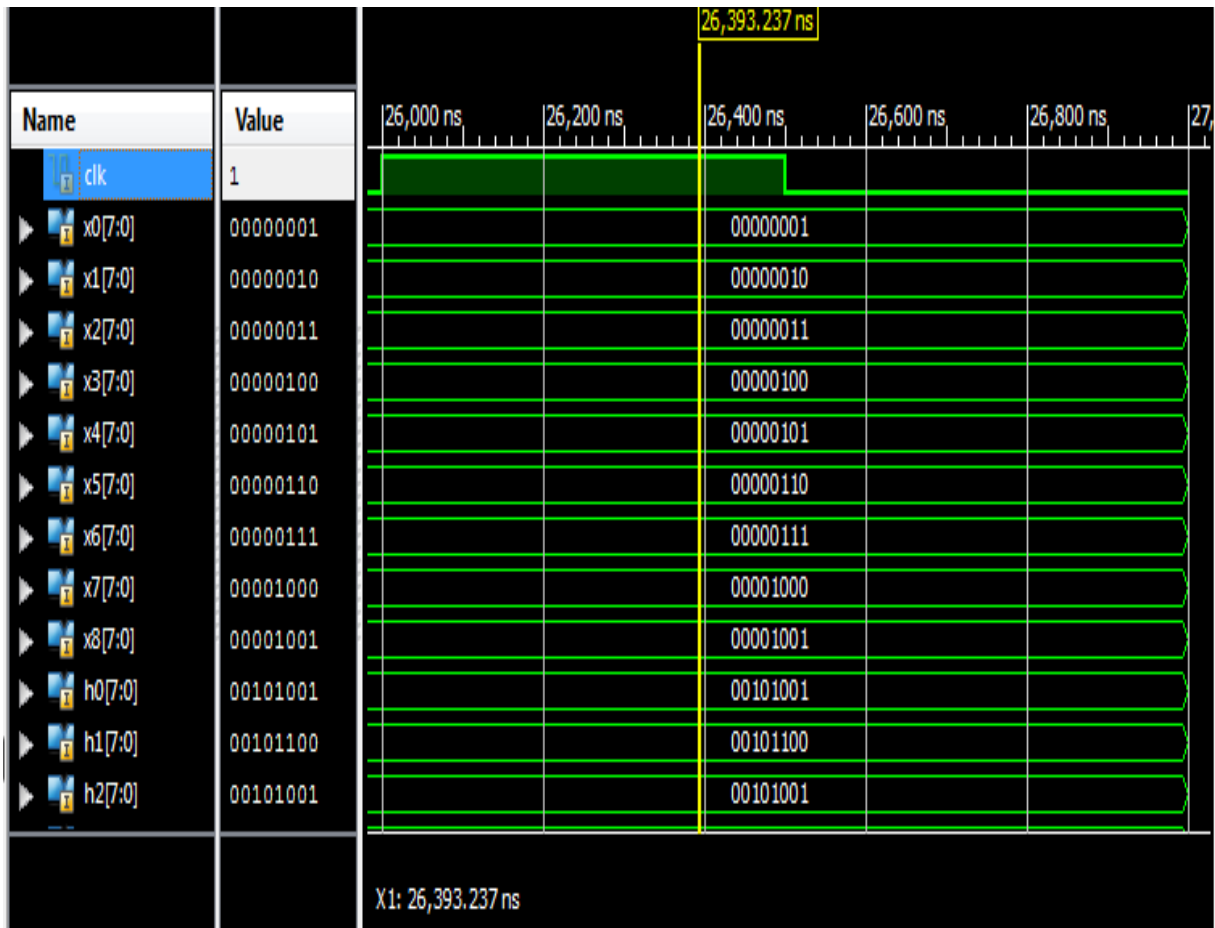 26,393.237 ns
Name Value 26,000 ns 26,200 ns 26,400 ns 26,600 ns 26,800 ns 27,
clk 1
x0[7:0] 00000001 00000001
x1[7:0] 00000010 00000010
x2[7:0] 00000011 00000011
x3[7:0] 00000100 00000100
x4[7:0] 00000101 00000101
x5[7:0] 00000110 00000110
x6[7:0] 00000111 00000111
x7[7:0] 00001000 00001000
x8[7:0] 00001001 00001001
h0[7:0] 00101001 00101001
h1[7:0] 00101100 00101100
h2[7:0] 00101001 00101001
X1: 26,393.237 ns